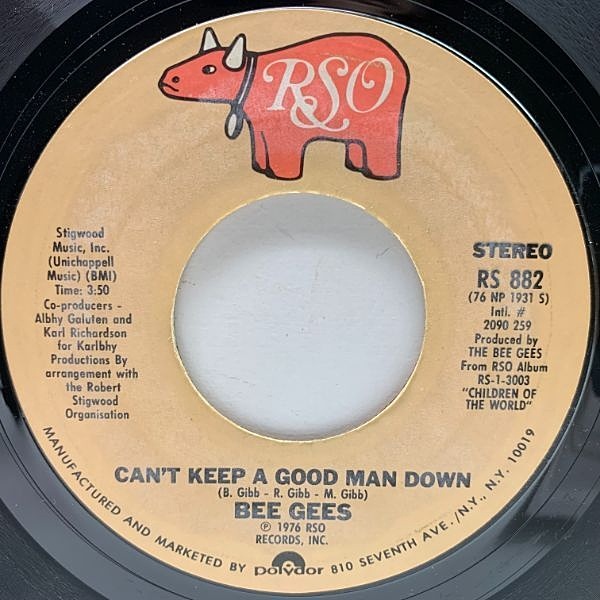 RSO
Stigwood
Music, Inc.
(Unichappell
Music) (BMI)
Time: 3:50
Co-producers -
Albhy Galuten and
Karl Richardson
for Karlbhy
Productions By
arrangement with
the Robert
Stigwood
Organisation
STEREO
RS 882
(76 NP 1931 S)
Intl. #
2090 259
Produced by
THE BEE GEES
From RSO Album
RS-1-3003
"CHILDREN OF
THE WORLD"
CAN'T KEEP A GOOD MAN DOWN
(B. Gibb - R. Gibb - M. Gibb)
BEE GEES
℗ 1976 RSO
RECORDS, INC.
MANUFACTURED AND MARKETED BY polydor 810 SEVENTH AVE./N.Y., N.Y. 10019